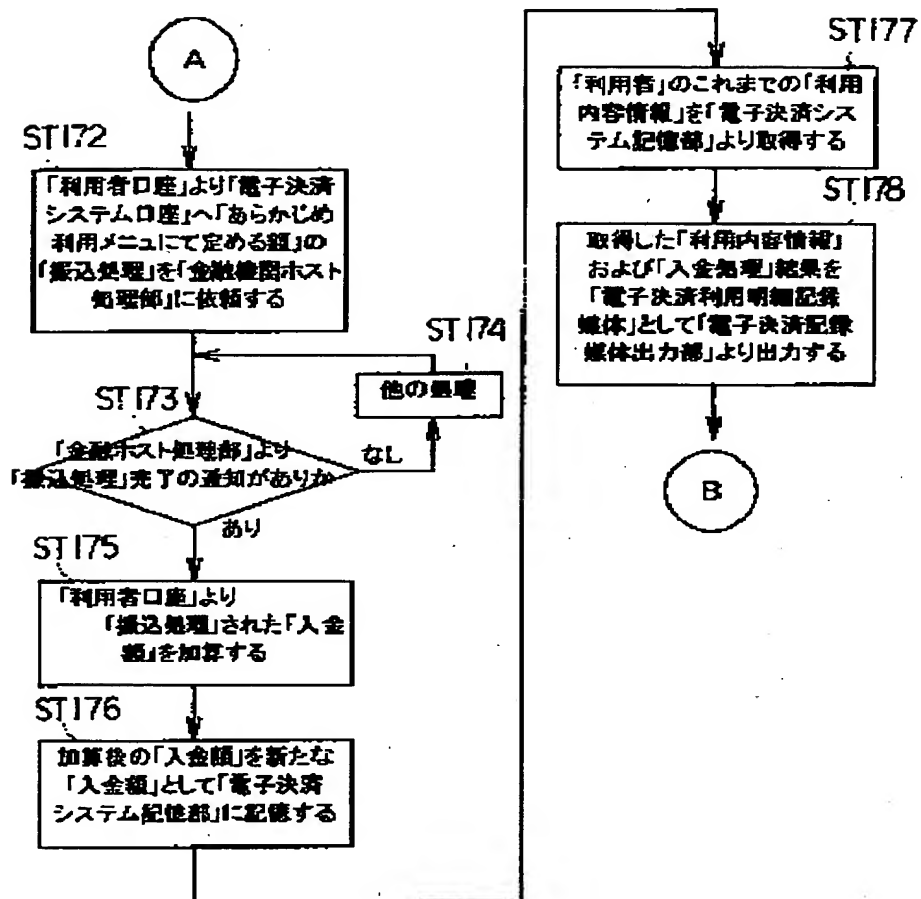 A
ST172
「利用者口座」より「電子決済
システム口座」へ「あらかじめ
利用メニュにて定める額」の
「振込処理」を「金融機関ホスト
処理部」に依頼する
ST174
他の処理
ST173
「金融ホスト処理部」より
「振込処理」完了の通知がありか
なし
あり
ST175
「利用者口座」より
「振込処理」された「入金
額」を加算する
ST176
加算後の「入金額」を新たな
「入金額」として「電子決済
システム記憶部」に記憶する
ST177
「利用者」のこれまでの「利用
内容情報」を「電子決済シス
テム記憶部」より取得する
ST178
取得した「利用内容情報」
および「入金処理」結果を
「電子決済利用明細記録
媒体」として「電子決済記録
媒体出力部」より出力する
B